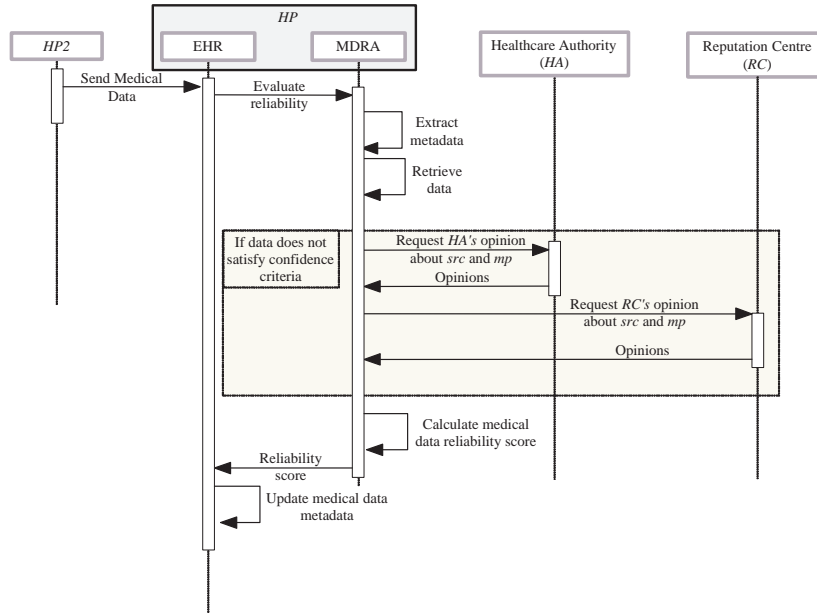 HP
HP2
EHR
MDRA
Healthcare Authority
(HA)
Reputation Centre
(RC)
Send Medical
Data
Evaluate
reliability
Extract
metadata
Retrieve
data
If data does not
satisfy confidence
criteria
Request HA's opinion
about src and mp
Opinions
Request RC's opinion
about src and mp
Opinions
Calculate medical
data reliability score
Reliability
score
Update medical data
metadata